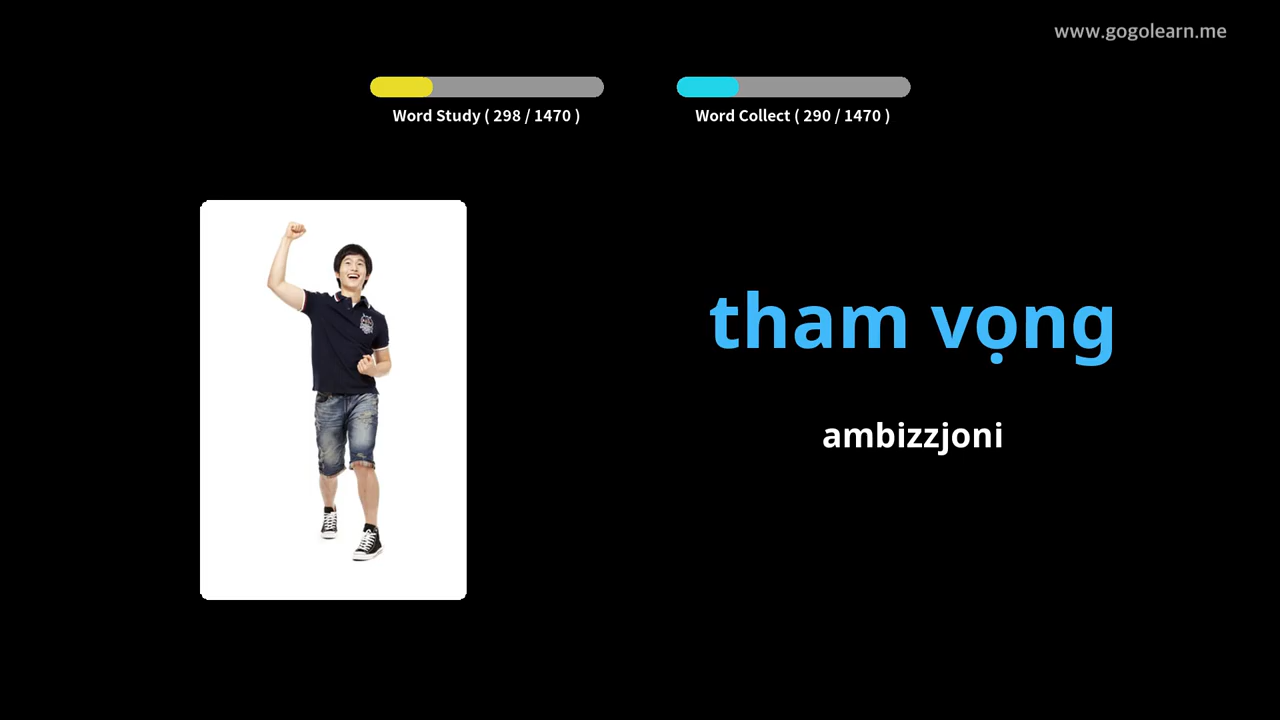 www.gogolearn.me
Word Study ( 298 / 1470 )
Word Collect ( 290 / 1470 )
tham vọng
ambizzjoni